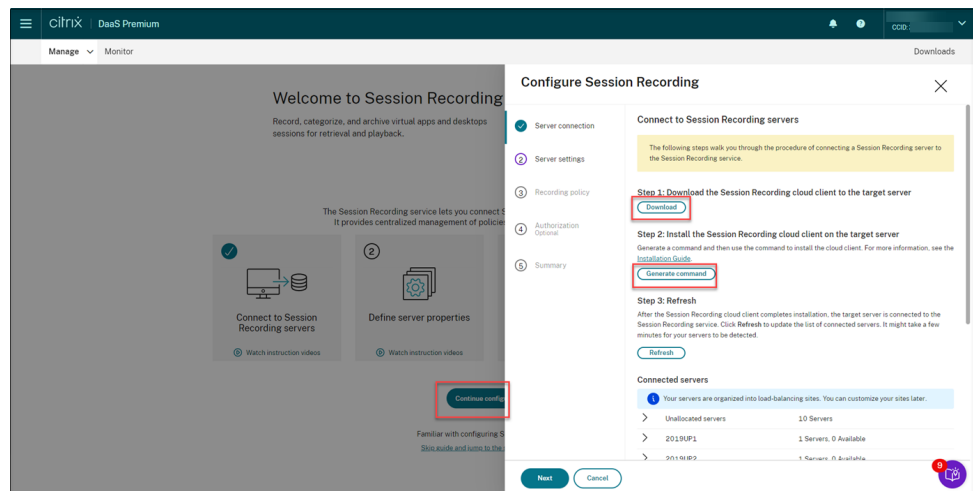 citrix | DaaS Premium
CCID:
Manage Monitor Downloads
Welcome to Session Recording
Record, categorize, and archive virtual apps and desktops
sessions for retrieval and playback.
The Session Recording service lets you connect S
It provides centralized management of policie
2
Connect to Session
Recording servers
Watch instruction videos
Define server properties
Watch instruction videos
Continue config
Familiar with configuring S
Skip guide and jump to the
Configure Session Recording
Server connection
2 Server settings
3 Recording policy
4 Authorization
Optional
5 Summary
Connect to Session Recording servers
The following steps walk you through the procedure of connecting a Session Recording server to
the Session Recording service.
Step 1: Download the Session Recording cloud client to the target server
Download
Step 2: Install the Session Recording cloud client on the target server
Generate a command and then use the command to install the cloud client. For more information, see the
Installation Guide.
Generate command
Step 3: Refresh
After the Session Recording cloud client completes installation, the target server is connected to the
Session Recording service. Click Refresh to update the list of connected servers. It might take a few
minutes for your servers to be detected.
Refresh
Connected servers
Your servers are organized into load-balancing sites. You can customize your sites later.
Unallocated servers 10 Servers
2019UP1 1 Servers, 0 Available
2019UP2 1 Servers, 0 Available
Next Cancel
9